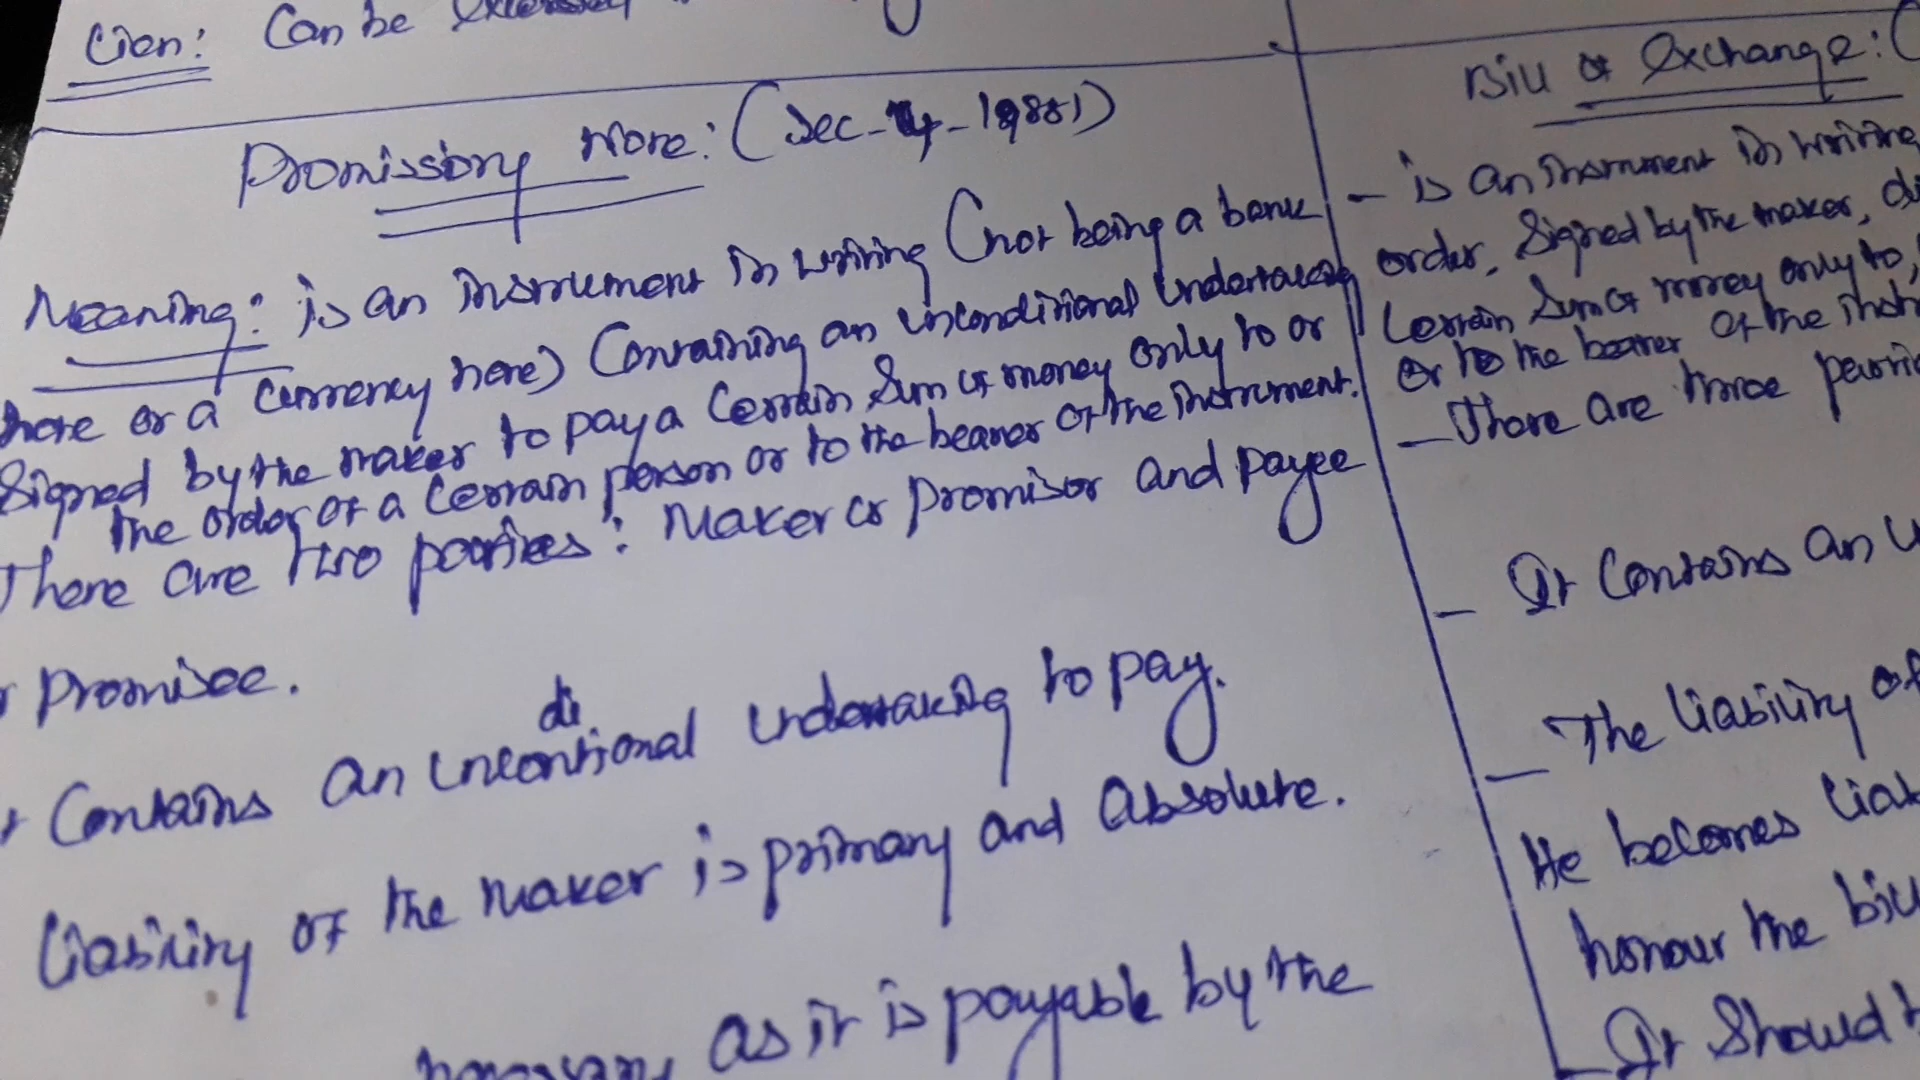 Lien: Can be
Promissory Note: (Sec-4-1881)
Meaning: is an instrument in writing (not being a bank
note or a currency note) Containing an unconditional undertaking
Signed by the maker to pay a Certain Sum of money only to or
the order of a Certain person or to the bearer of the instrument.
There are two parties: Maker or Promisor and Payee
Promisee.
Contains an unconditional undertaking to pay.
Liability of the Maker is primary and Absolute.
as it is payable by the
Bill of Exchange: (
- is an instrument in writing
order, Signed by the maker, di
Certain Sum of money only to,
or to the bearer of the inst
- There are three parti
- It Contains an u
- The liability of
He becomes liab
honour the bill
- It Should